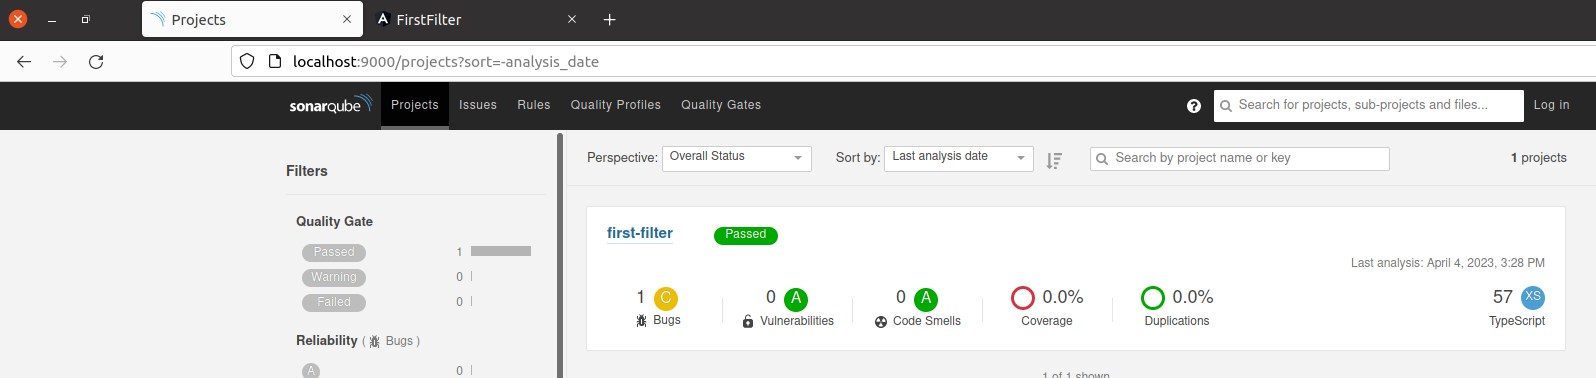 Projects
FirstFilter
localhost:9000/projects?sort=-analysis_date
sonarqube Projects Issues Rules Quality Profiles Quality Gates ? Search for projects, sub-projects and files... Log in
Filters
Quality Gate
Passed 1
Warning 0
Failed 0
Reliability ( Bugs )
A 0
Perspective: Overall Status Sort by: Last analysis date Search by project name or key 1 projects
first-filter Passed
Last analysis: April 4, 2023, 3:28 PM
1 C 0 A 0 A 0.0% 0.0% 57 XS
Bugs Vulnerabilities Code Smells Coverage Duplications TypeScript
1 of 1 shown